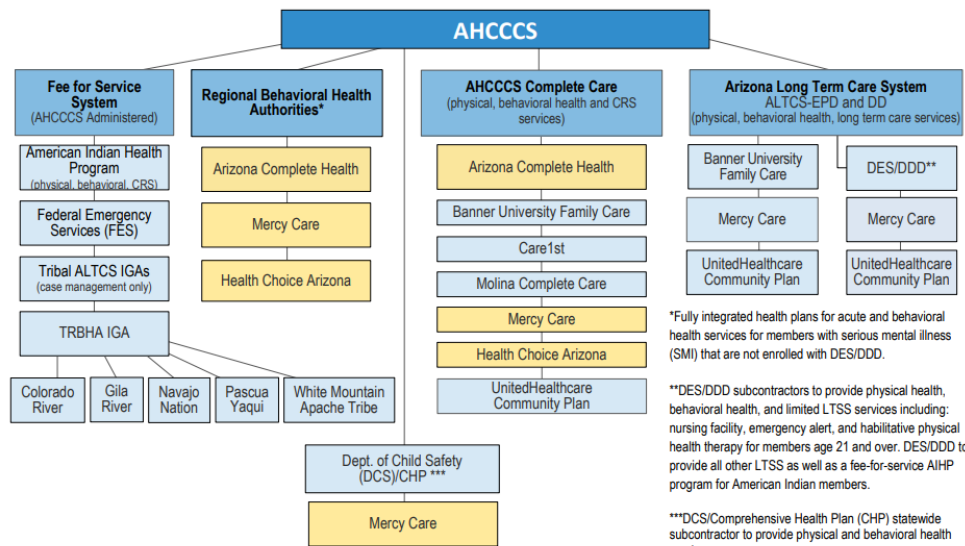 AHCCCS
Fee for Service
System
(AHCCCS Administered)
American Indian Health
Program
(physical, behavioral, CRS)
Federal Emergency
Services (FES)
Tribal ALTCS IGAs
(case management only)
TRBHA IGA
Colorado
River
Gila
River
Navajo
Nation
Pascua
Yaqui
White Mountain
Apache Tribe
Regional Behavioral Health
Authorities*
Arizona Complete Health
Mercy Care
Health Choice Arizona
Dept. of Child Safety
(DCS)/CHP ***
Mercy Care
AHCCCS Complete Care
(physical, behavioral health and CRS
services)
Arizona Complete Health
Banner University Family Care
Care1st
Molina Complete Care
Mercy Care
Health Choice Arizona
UnitedHealthcare
Community Plan
Arizona Long Term Care System
ALTCS-EPD and DD
(physical, behavioral health, long term care services)
Banner University
Family Care
Mercy Care
UnitedHealthcare
Community Plan
DES/DDD**
Mercy Care
UnitedHealthcare
Community Plan
*Fully integrated health plans for acute and behavioral
health services for members with serious mental illness
(SMI) that are not enrolled with DES/DDD.
**DES/DDD subcontractors to provide physical health,
behavioral health, and limited LTSS services including:
nursing facility, emergency alert, and habilitative physical
health therapy for members age 21 and over. DES/DDD to
provide all other LTSS as well as a fee-for-service AIHP
program for American Indian members.
***DCS/Comprehensive Health Plan (CHP) statewide
subcontractor to provide physical and behavioral health